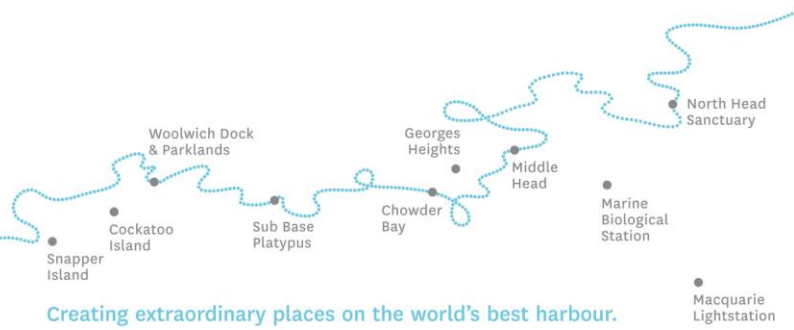 North Head
Sanctuary
Woolwich Dock
& Parklands
Georges
Heights
Middle
Head
Marine
Biological
Station
Chowder
Bay
Cockatoo
Island
Sub Base
Platypus
Snapper
Island
Macquarie
Lightstation
Creating extraordinary places on the world's best harbour.